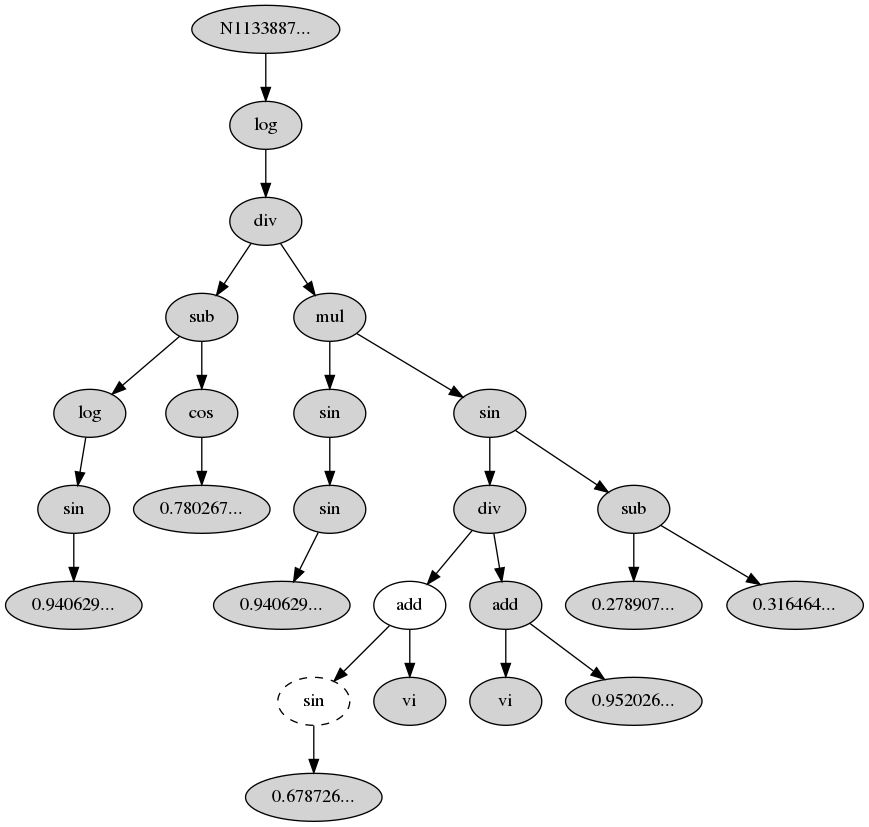 N1133887...
log
div
sub mul
log cos sin sin
sin 0.780267... sin div sub
0.940629... 0.940629... add add 0.278907... 0.316464...
sin vi vi 0.952026...
0.678726...